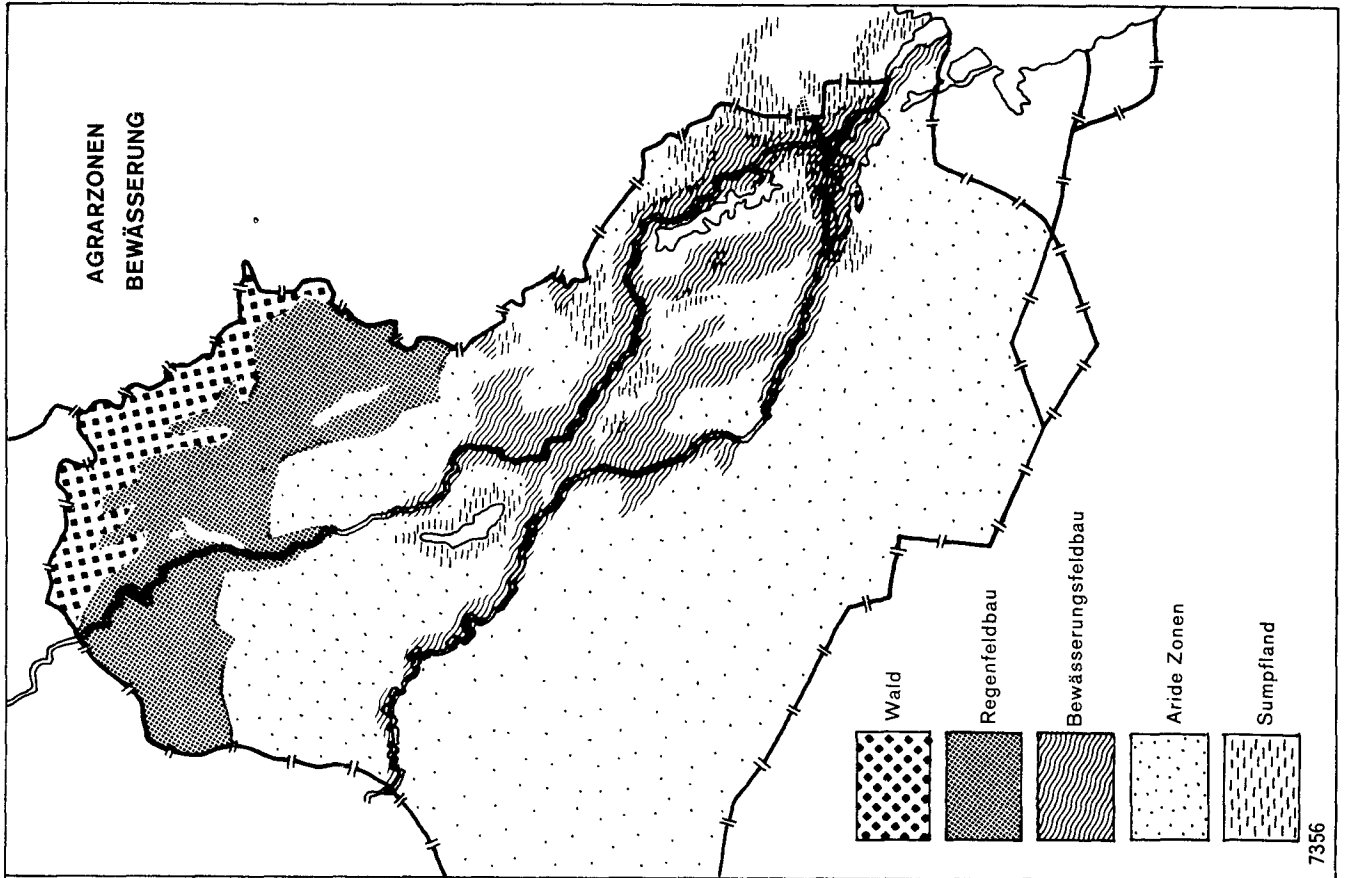 AGRARZONEN
BEWÄSSERUNG
Wald
Regenfeldbau
Bewässerungsfeldbau
Aride Zonen
Sumpfland
7356